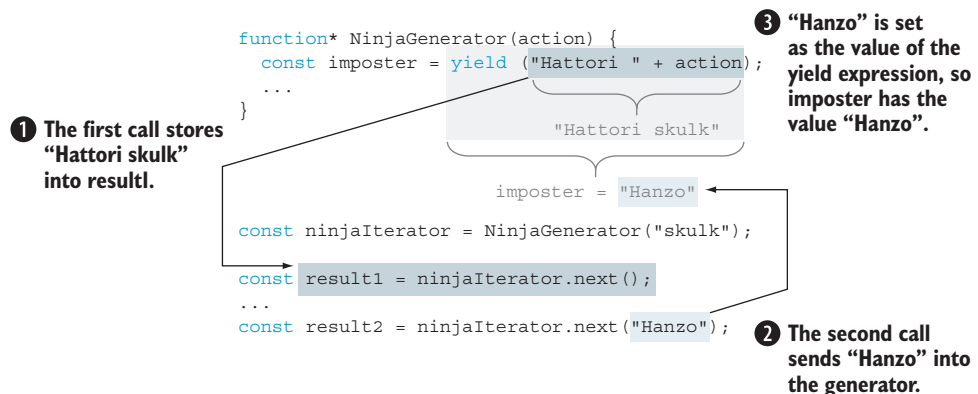 function* NinjaGenerator(action) {
const imposter = yield ("Hattori " + action);
...
}
"Hattori skulk"
imposter = "Hanzo"
const ninjaIterator = NinjaGenerator("skulk");
const result1 = ninjaIterator.next();
...
const result2 = ninjaIterator.next("Hanzo");
1 The first call stores
"Hattori skulk"
into resultl.
2 The second call
sends "Hanzo" into
the generator.
3 "Hanzo" is set
as the value of the
yield expression, so
imposter has the
value "Hanzo".